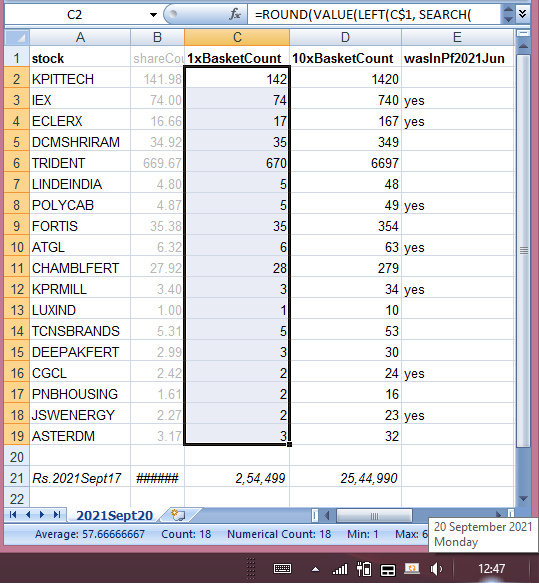 C2 fx =ROUND(VALUE(LEFT(C$1, SEARCH(
A B C D E
1 stock shareCou 1xBasketCount 10xBasketCount wasInPf2021Jun
2 KPITTECH 141.98 142 1420
3 IEX 74.00 74 740 yes
4 ECLERX 16.66 17 167 yes
5 DCMSHRIRAM 34.92 35 349
6 TRIDENT 669.67 670 6697
7 LINDEINDIA 4.80 5 48
8 POLYCAB 4.87 5 49 yes
9 FORTIS 35.38 35 354
10 ATGL 6.32 6 63 yes
11 CHAMBLFERT 27.92 28 279
12 KPRMILL 3.40 3 34 yes
13 LUXIND 1.00 1 10
14 TCNSBRANDS 5.31 5 53
15 DEEPAKFERT 2.99 3 30
16 CGCL 2.42 2 24 yes
17 PNBHOUSING 1.61 2 16
18 JSWENERGY 2.27 2 23 yes
19 ASTERDM 3.17 3 32
20
21 Rs.2021Sept17 ###### 2,54,499 25,44,990
22
2021Sept20
Average: 57.66666667 Count: 18 Numerical Count: 18 Min: 1 Max: 6
20 September 2021
Monday
12:47